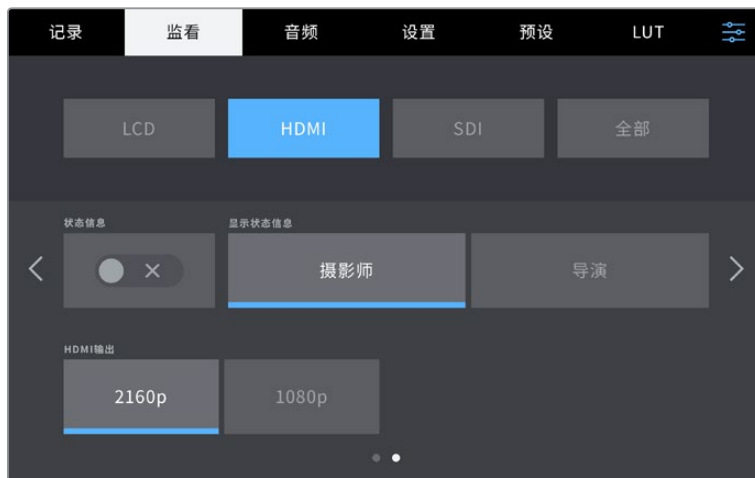 记录 监看 音频 设置 预设 LUT
LCD HDMI SDI 全部
状态信息 显示状态信息
摄影师 导演
HDMI输出
2160p 1080p